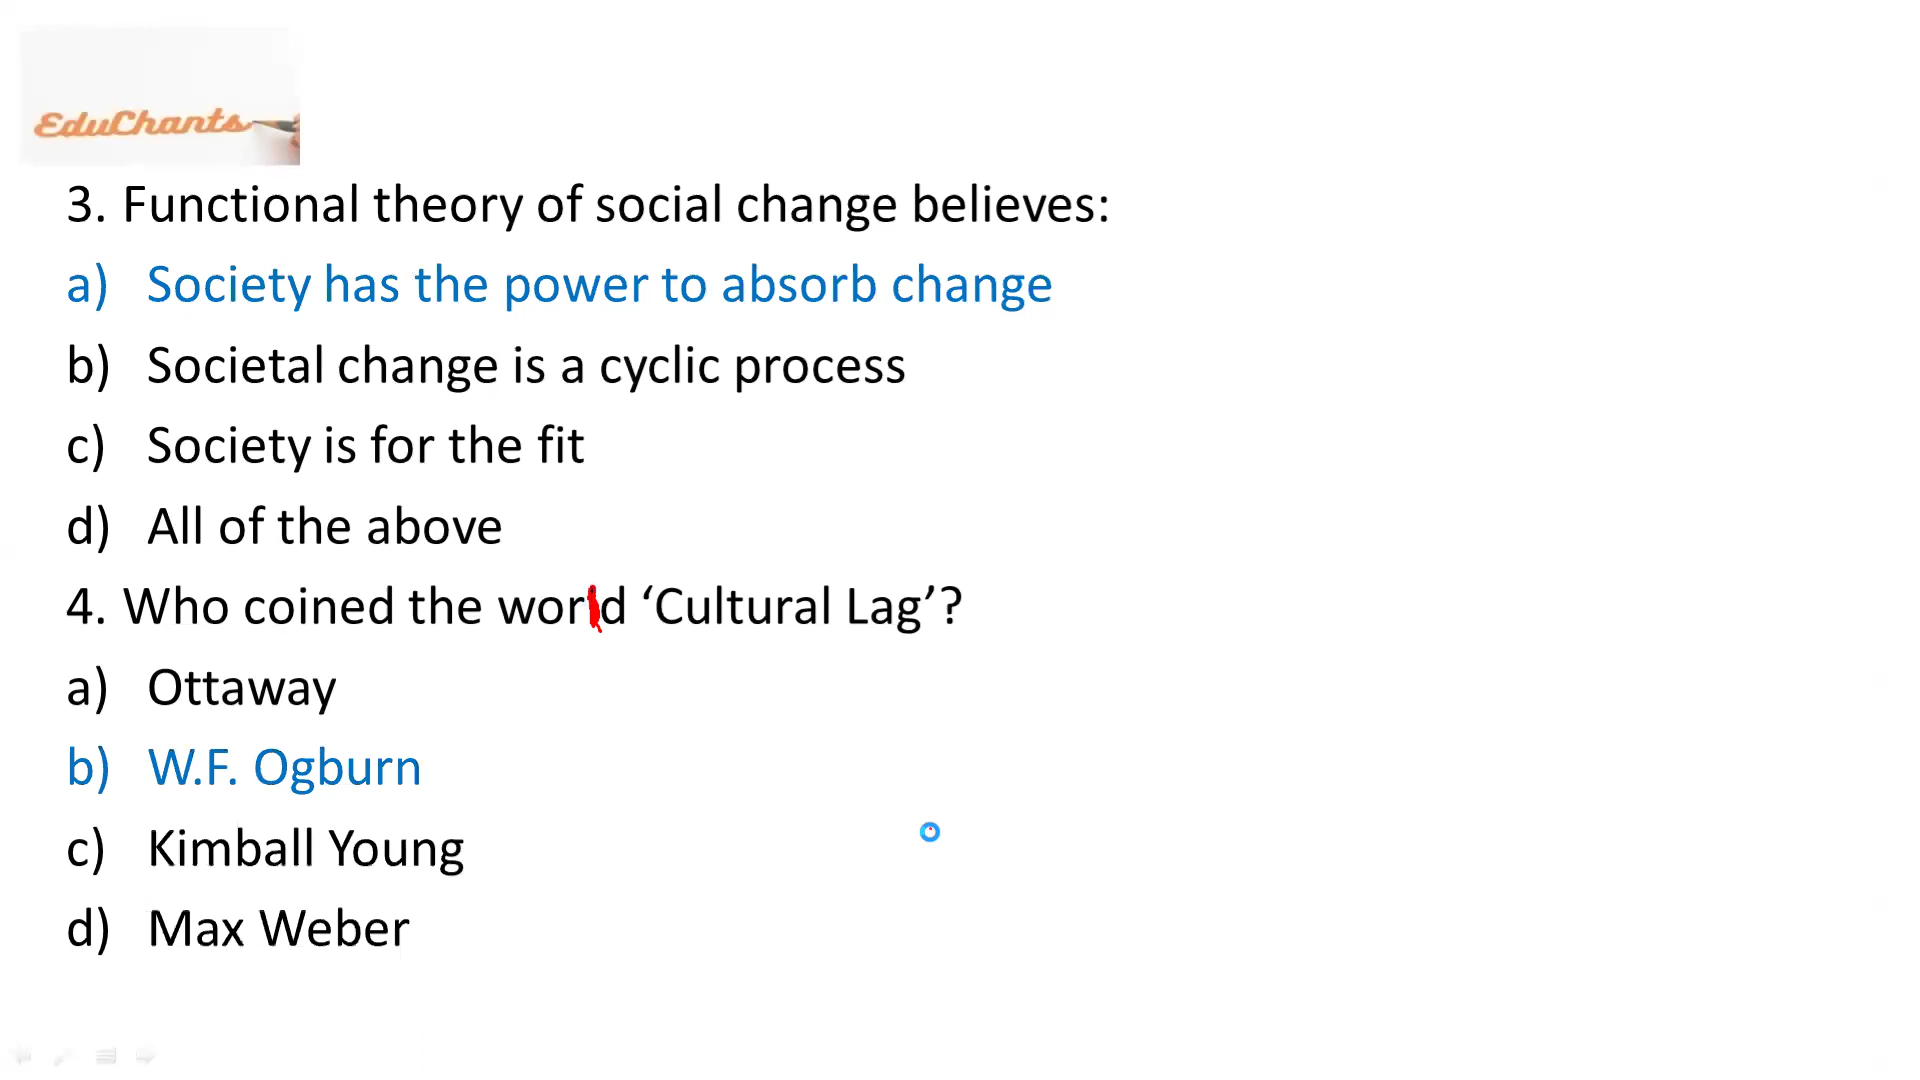 EduChants
3. Functional theory of social change believes:
a) Society has the power to absorb change
b) Societal change is a cyclic process
c) Society is for the fit
d) All of the above
4. Who coined the world ‘Cultural Lag’?
a) Ottaway
b) W.F. Ogburn
c) Kimball Young
d) Max Weber